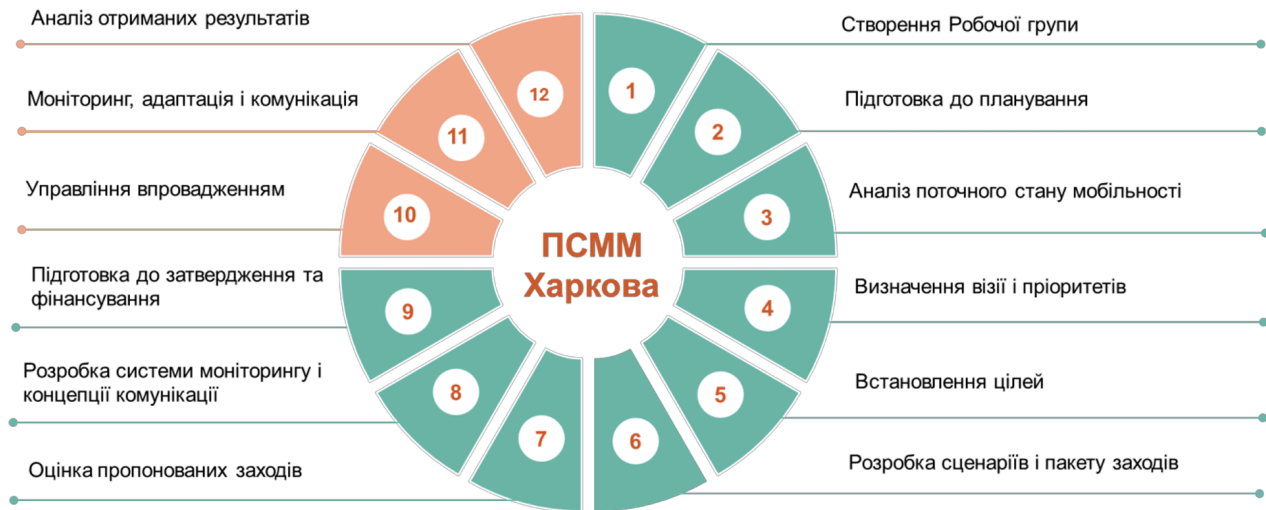 Аналіз отриманих результатів
Моніторинг, адаптація і комунікація
Управління впровадженням
Підготовка до затвердження та
фінансування
Розробка системи моніторингу і
концепції комунікації
Оцінка пропонованих заходів
12
11
10
9
8
7
ПСММ
Харкова
1
2
3
4
5
6
Створення Робочої групи
Підготовка до планування
Аналіз поточного стану мобільності
Визначення візії і пріоритетів
Встановлення цілей
Розробка сценаріїв і пакету заходів